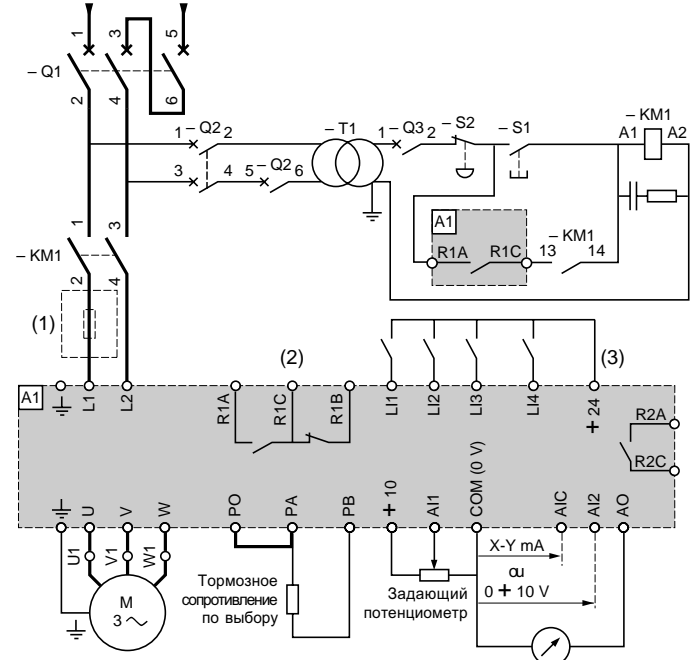 1
3
5
– Q1
2
4
6
1 – Q2 2
– T1
1 – Q3 2
– S2
– S1
– KM1
A1 A2
3 4 5 – Q2 6
A1
R1A R1C
– KM1
13 14
1
3
– KM1
2
4
(1)
(2)
(3)
A1
L1
L2
R1A
R1C
R1B
LI1
LI2
LI3
LI4
+ 24
R2A
R2C
U
V
W
PO
PA
PB
+ 10
AI1
COM (0 V)
AIC
AI2
AO
U1
V1
W1
X-Y mA
ou
0 + 10 V
M
3 ~
Тормозное
сопротивление
по выбору
Задающий
потенциометр